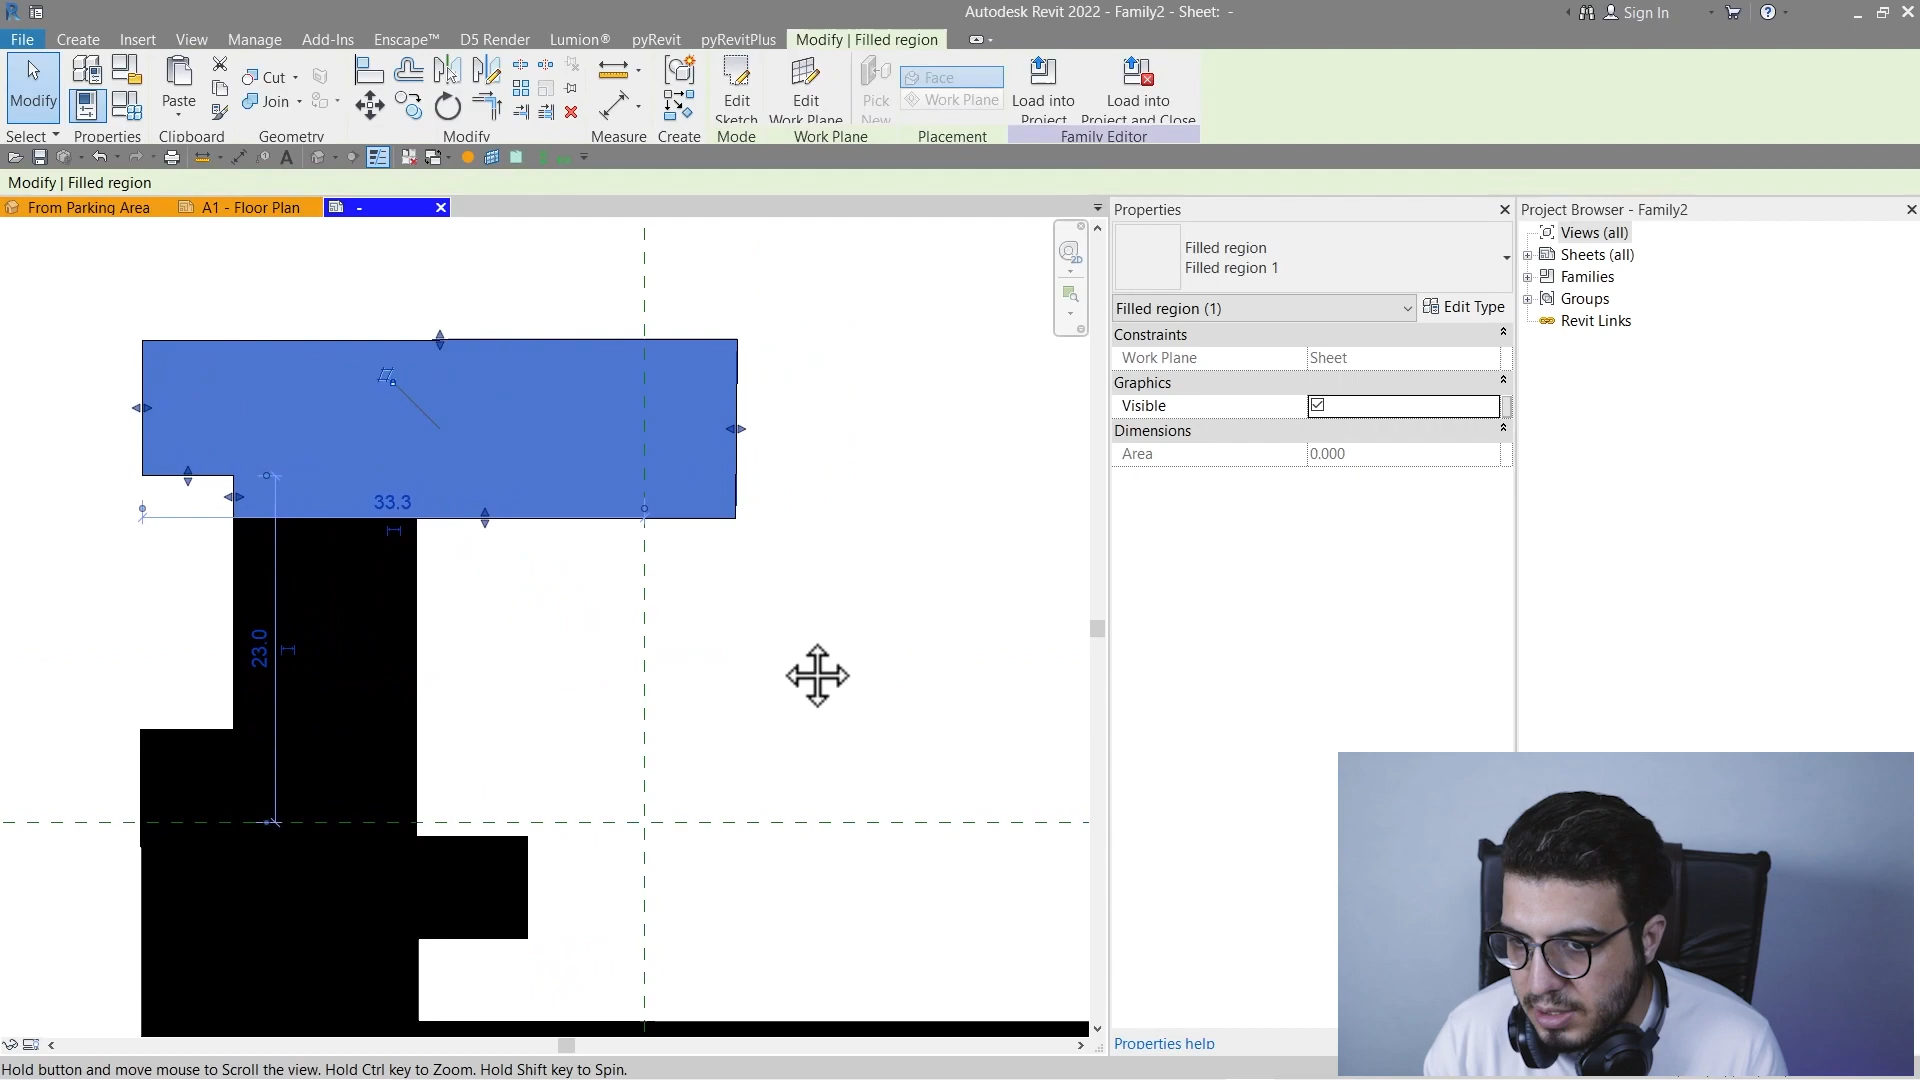 Autodesk Revit 2022 - Family2 - Sheet:  -
Sign In
File Create Insert View Manage Add-Ins Enscape™ D5 Render Lumion® pyRevit pyRevitPlus Modify | Filled region
Modify Paste Cut Join Edit Sketch Edit Work Plane Pick New Face Work Plane Load into Project Load into Project and Close
Select Properties Clipboard Geometry Modify Measure Create Mode Work Plane Placement Family Editor
Modify | Filled region
From Parking Area A1 - Floor Plan -
Properties
Filled region
Filled region 1
Filled region (1) Edit Type
Constraints
Work Plane Sheet
Graphics
Visible
Dimensions
Area 0.000
Properties help
Project Browser - Family2
Views (all)
Sheets (all)
Families
Groups
Revit Links
2D
33.3
23.0
Hold button and move mouse to Scroll the view. Hold Ctrl key to Zoom. Hold Shift key to Spin.